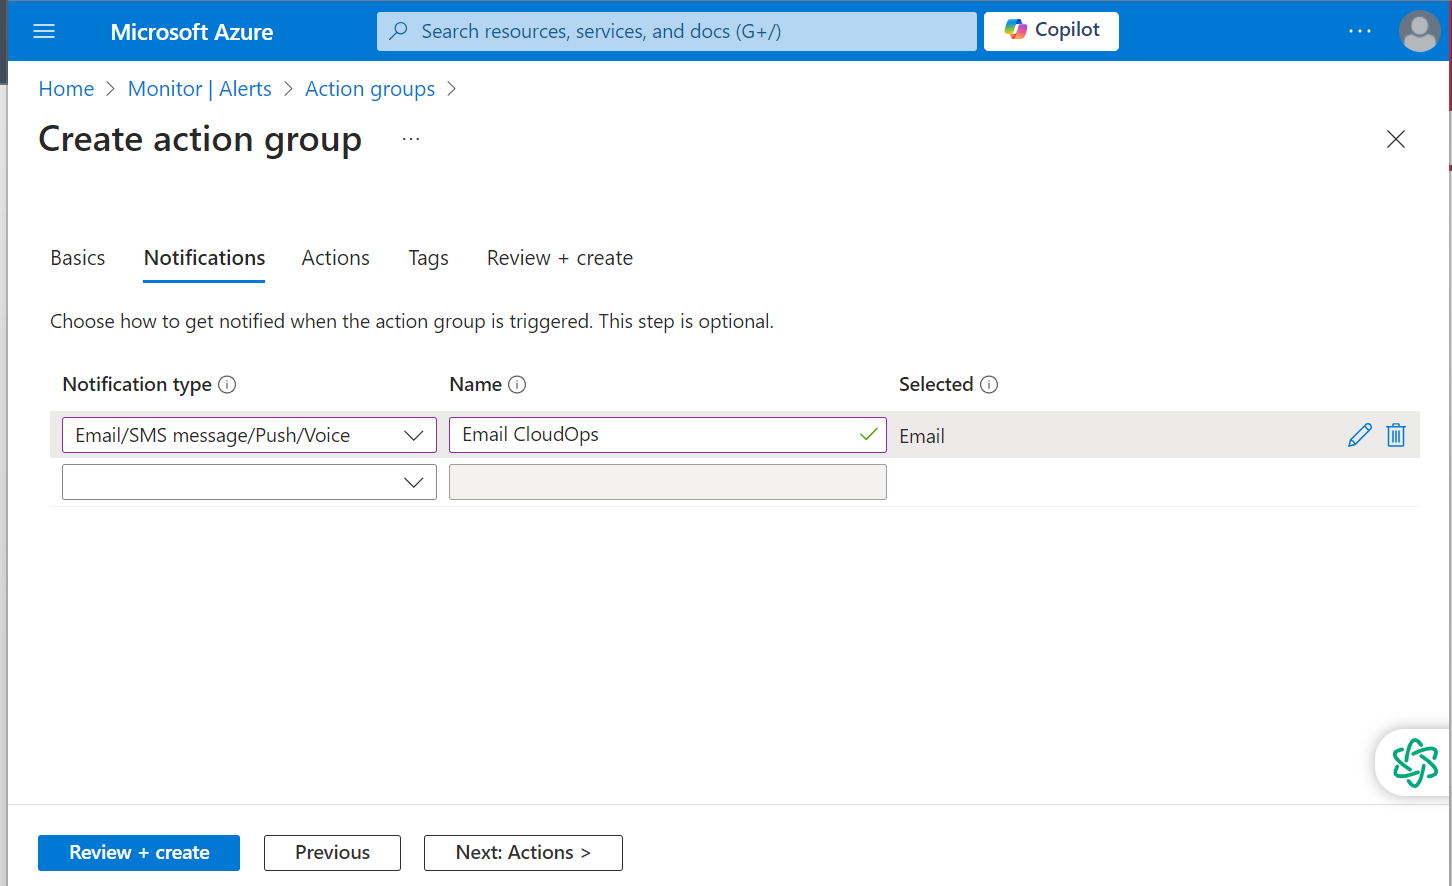 Microsoft Azure
Search resources, services, and docs (G+/)
Copilot
Home > Monitor | Alerts > Action groups >
Create action group ...
Basics Notifications Actions Tags Review + create
Choose how to get notified when the action group is triggered. This step is optional.
Notification type Name Selected
Email/SMS message/Push/Voice Email CloudOps Email
Review + create Previous Next: Actions >